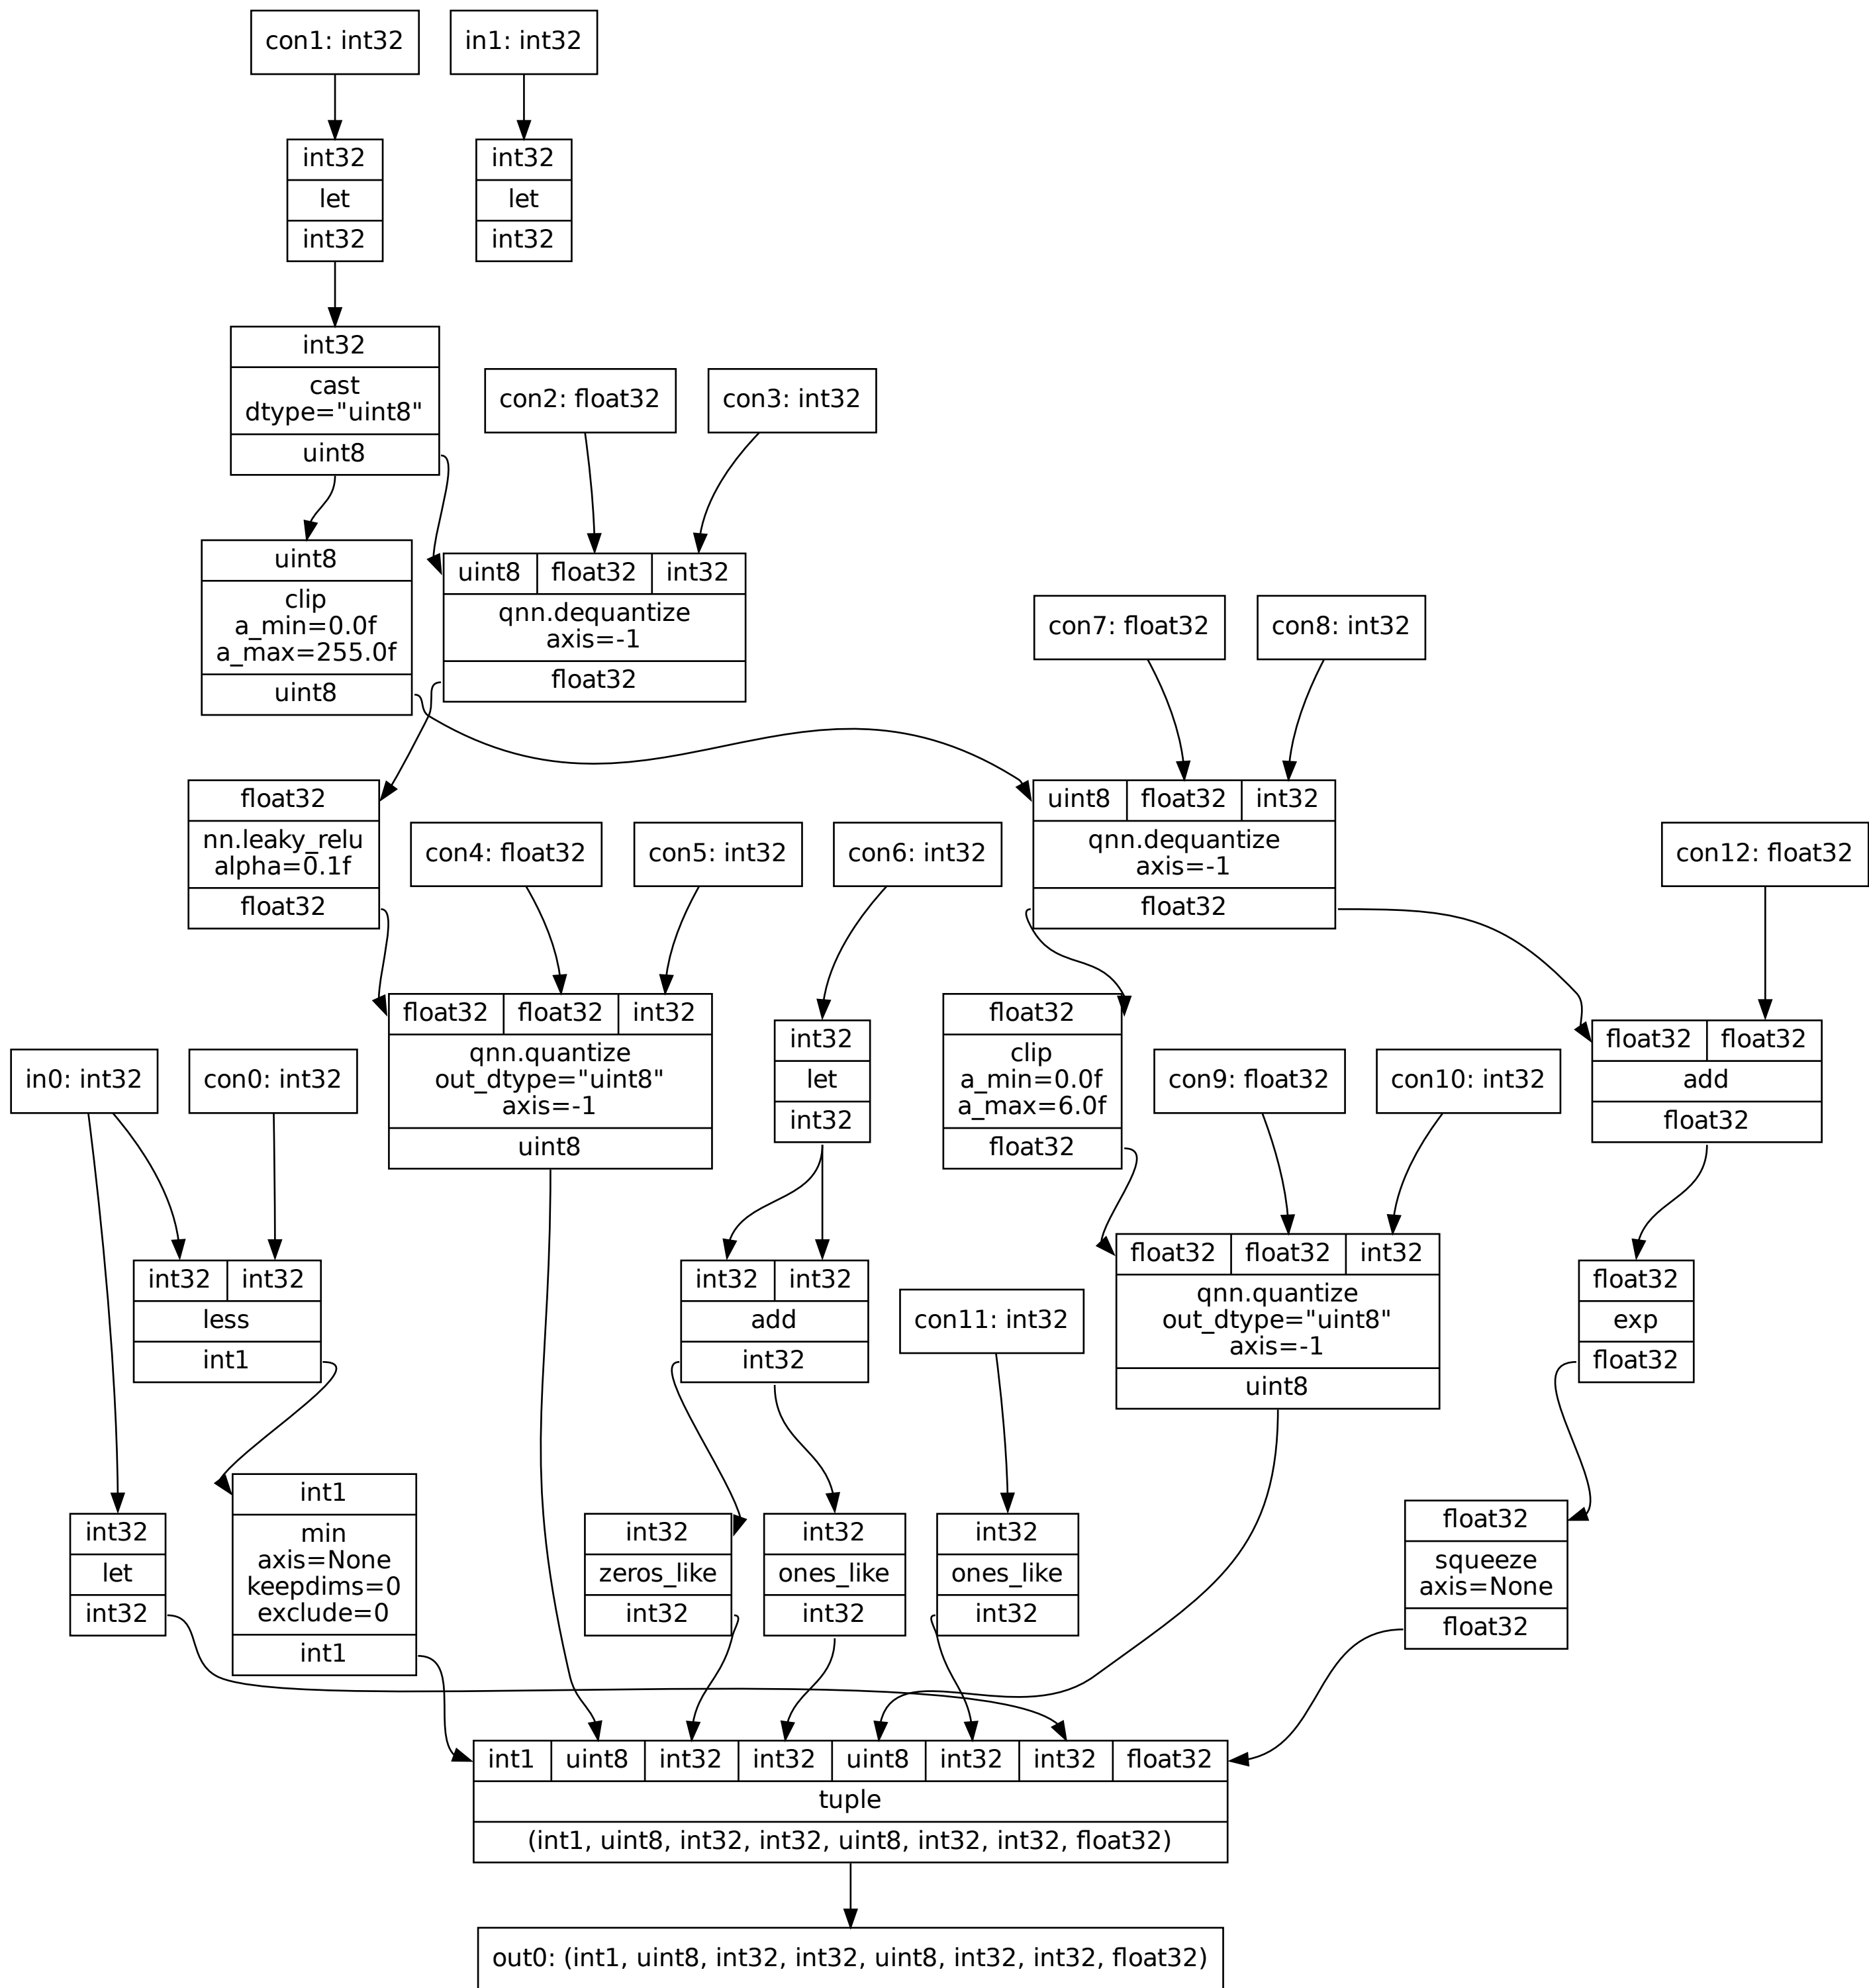 con1: int32
in1: int32
int32
let
int32
int32
let
int32
int32
cast
dtype="uint8"
uint8
con2: float32
con3: int32
uint8
clip
a_min=0.0f
a_max=255.0f
uint8
uint8 float32 int32
qnn.dequantize
axis=-1
float32
con7: float32
con8: int32
float32
nn.leaky_relu
alpha=0.1f
float32
con4: float32
con5: int32
con6: int32
uint8 float32 int32
qnn.dequantize
axis=-1
float32
con12: float32
in0: int32
con0: int32
float32 float32 int32
qnn.quantize
out_dtype="uint8"
axis=-1
uint8
int32
let
int32
float32
clip
a_min=0.0f
a_max=6.0f
float32
con9: float32
con10: int32
float32 float32
add
float32
int32 int32
less
int1
int32 int32
add
int32
con11: int32
float32 float32 int32
qnn.quantize
out_dtype="uint8"
axis=-1
uint8
float32
exp
float32
int32
let
int32
int1
min
axis=None
keepdims=0
exclude=0
int1
int32
zeros_like
int32
int32
ones_like
int32
int32
ones_like
int32
float32
squeeze
axis=None
float32
int1 uint8 int32 int32 uint8 int32 int32 float32
tuple
(int1, uint8, int32, int32, uint8, int32, int32, float32)
out0: (int1, uint8, int32, int32, uint8, int32, int32, float32)